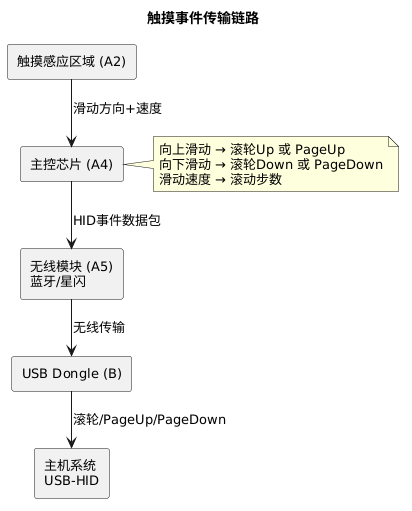 触摸事件传输链路
触摸感应区域 (A2)
滑动方向+速度
主控芯片 (A4)
向上滑动 → 滚轮Up 或 PageUp
向下滑动 → 滚轮Down 或 PageDown
滑动速度 → 滚动步数
HID事件数据包
无线模块 (A5)
蓝牙/星闪
无线传输
USB Dongle (B)
滚轮/PageUp/PageDown
主机系统
USB-HID